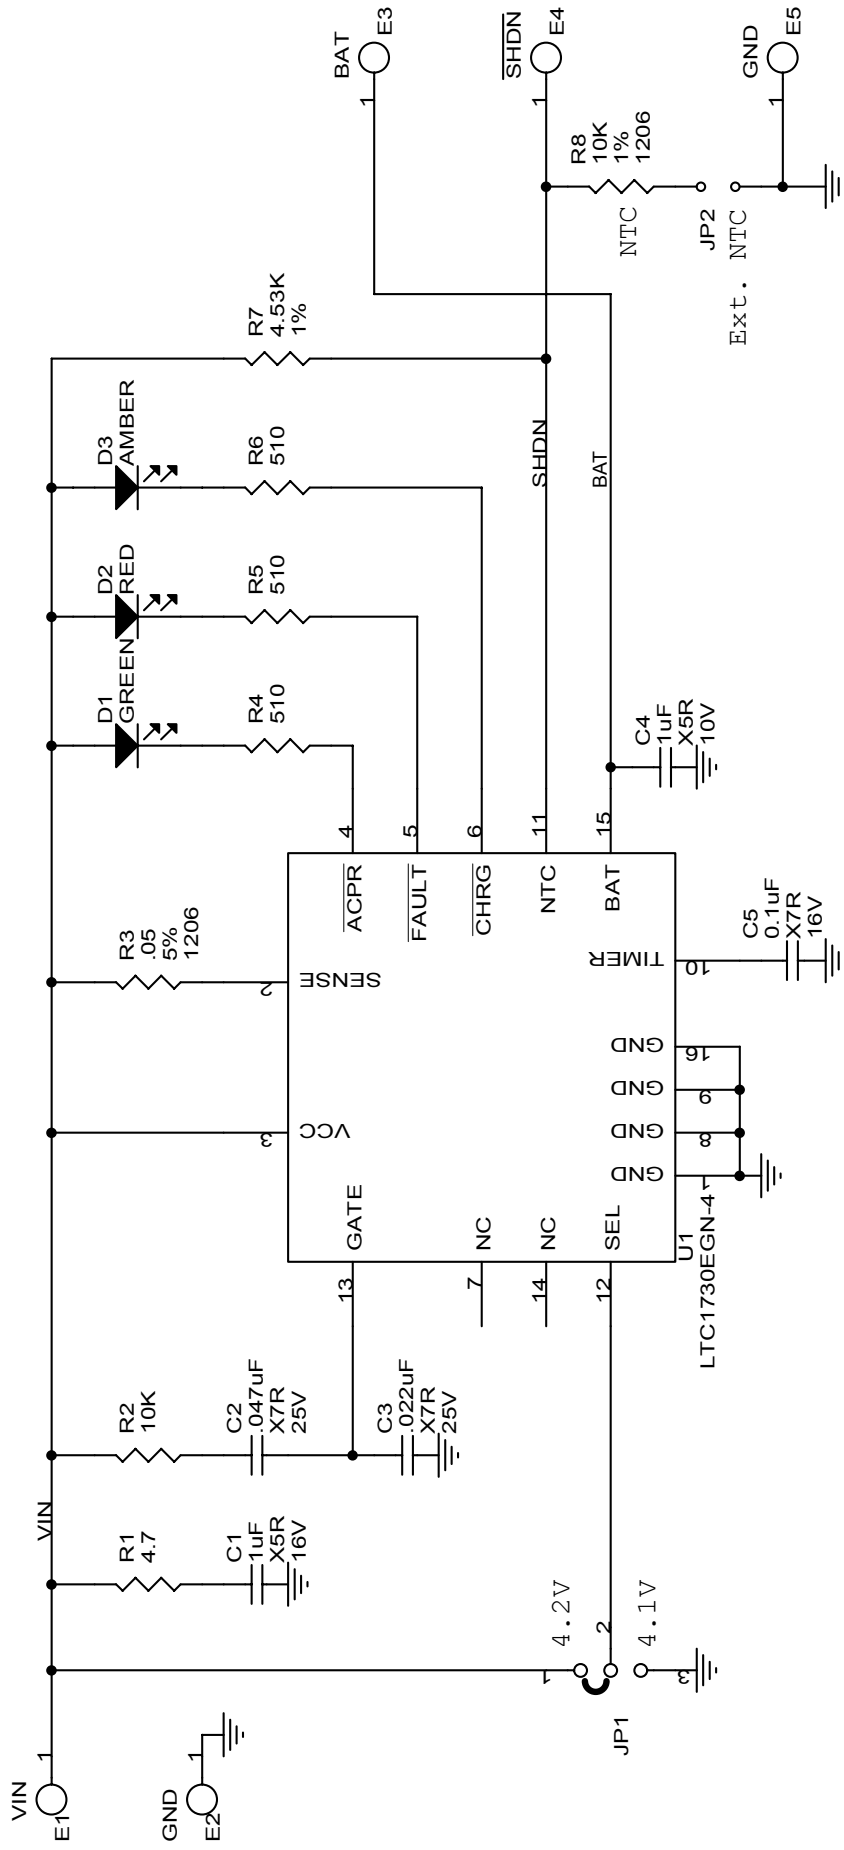 VIN
E1
1
GND
E2
1
VIN
R1
4.7
C1
1uF
X5R
16V
R2
10K
C2
.047uF
X7R
25V
C3
.022uF
X7R
25V
JP1
1
4.2V
2
4.1V
3
R3
.05
5%
1206
D1
GREEN
D2
RED
D3
AMBER
R4
510
R5
510
R6
510
R7
4.53K
1%
3
VCC
2
SENSE
13
GATE
7
NC
14
NC
12
SEL
ACPR
4
FAULT
5
CHRG
6
NTC
11
BAT
15
GND
1
GND
8
GND
9
GND
16
TIMER
10
U1
LTC1730EGN-4
C5
0.1uF
X7R
16V
C4
1uF
X5R
10V
SHDN
BAT
BAT
1
E3
SHDN
1
E4
R8
10K
1%
1206
NTC
JP2
Ext. NTC
GND
1
E5